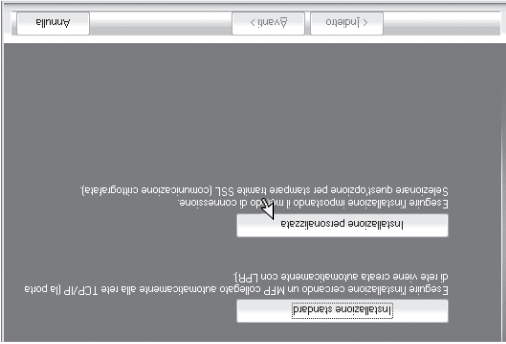 Installazione standard
Eseguire l'installazione cercando un MFP collegato automaticamente alla rete TCP/IP (la porta
di rete viene creata automaticamente con LPR).
Installazione personalizzata
Eseguire l'installazione impostando il metodo di connessione.
Selezionare quest'opzione per stampare tramite SSL (comunicazione crittografata).
< Indietro
Avanti >
Annulla